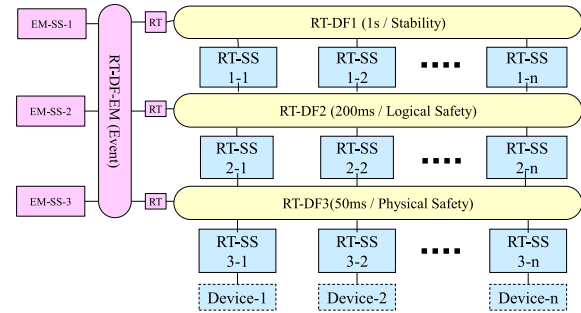 EM-SS-1
RT
RT-DF1 (1s / Stability)
RT-SS
1-1
RT-SS
1-2
RT-SS
1-n
RT-DF-EM
(Event)
EM-SS-2
RT
RT-DF2 (200ms / Logical Safety)
RT-SS
2-1
RT-SS
2-2
RT-SS
2-n
EM-SS-3
RT
RT-DF3(50ms / Physical Safety)
RT-SS
3-1
RT-SS
3-2
RT-SS
3-n
Device-1
Device-2
Device-n